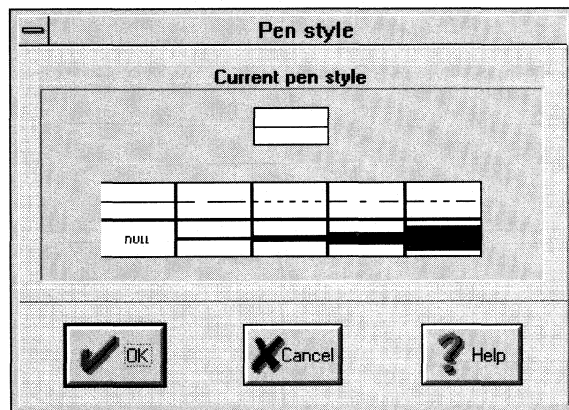 Pen style
Current pen style
null
OK
Cancel
Help